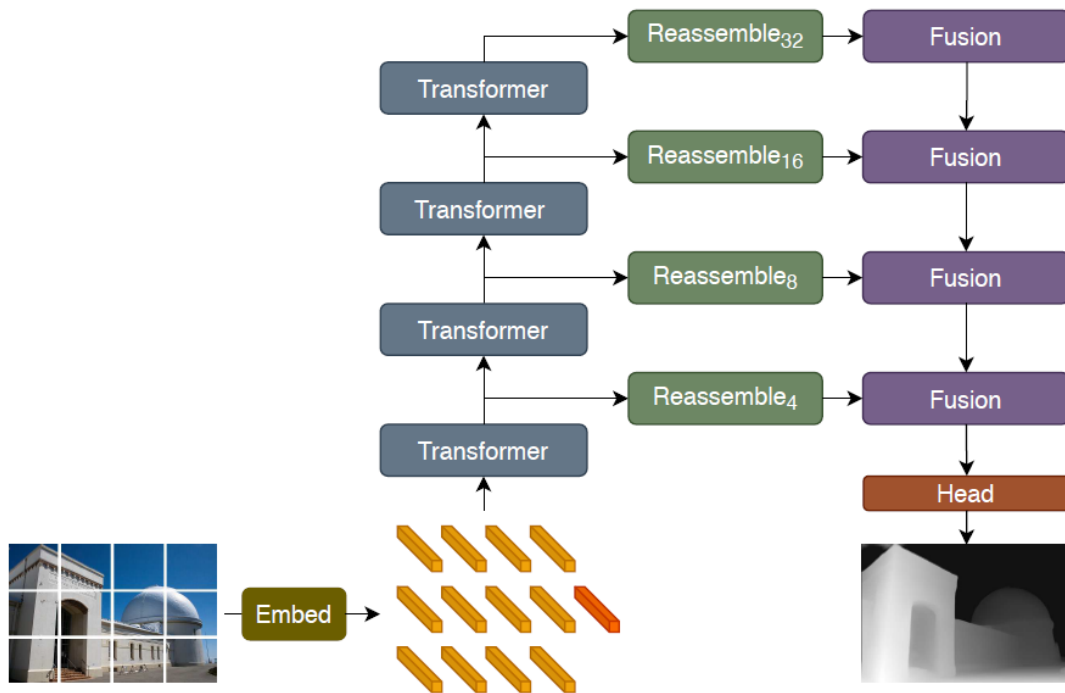 Reassemble32
Fusion
Transformer
Reassemble16
Fusion
Transformer
Reassemble8
Fusion
Transformer
Reassemble4
Fusion
Transformer
Head
Embed